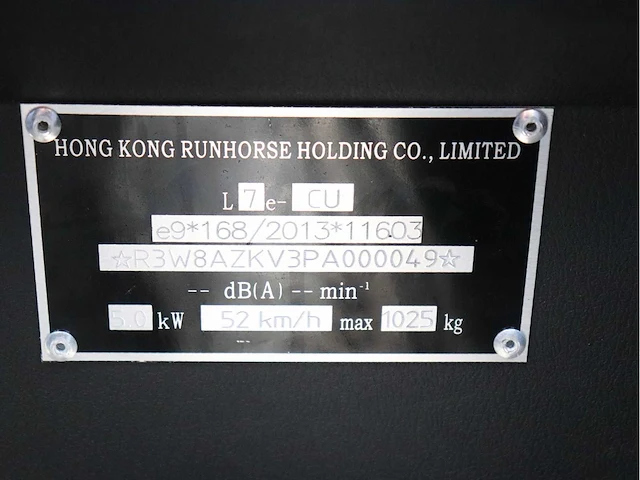 HONG KONG RUNHORSE HOLDING CO., LIMITED
L 7 e- CU
e9*168/2013*11603
☆R3W8AZKV3PA000049☆
-- dB(A) -- min⁻¹
5.0 kW 52 km/h max 1025 kg
--